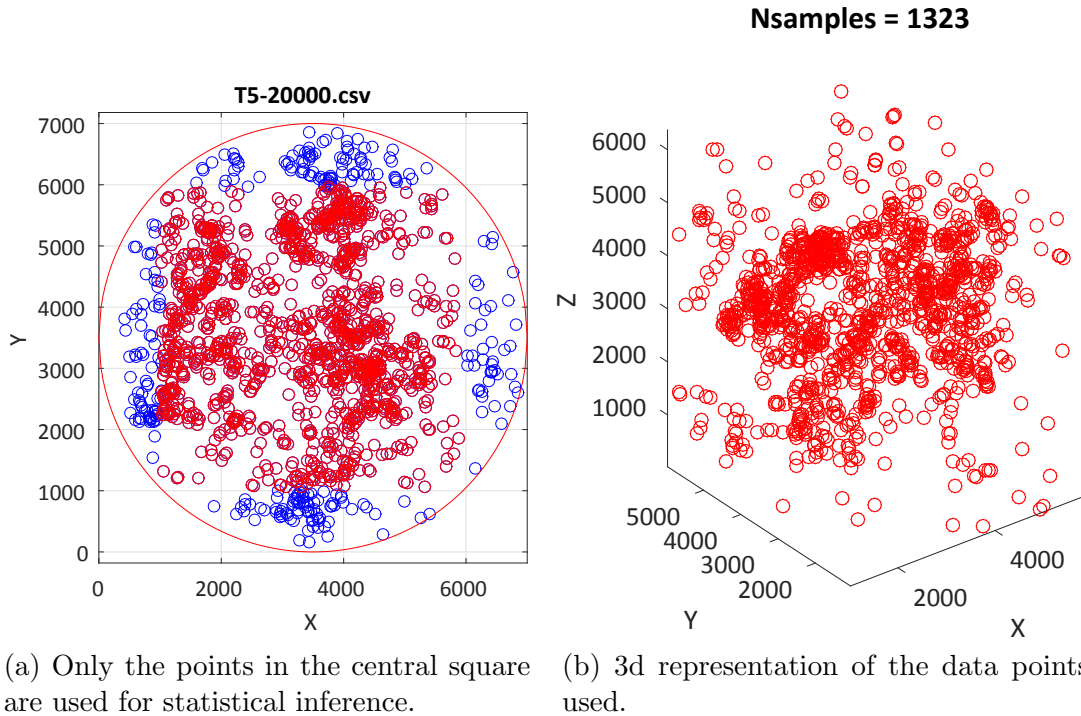 Nsamples = 1323
T5-20000.csv
7000
6000
5000
4000
3000
2000
1000
0
Y
0 2000 4000 6000
X
6000
5000
4000
3000
2000
1000
Z
5000
4000
3000
2000
Y
2000
4000
X
(a) Only the points in the central square
are used for statistical inference.
(b) 3d representation of the data points
used.